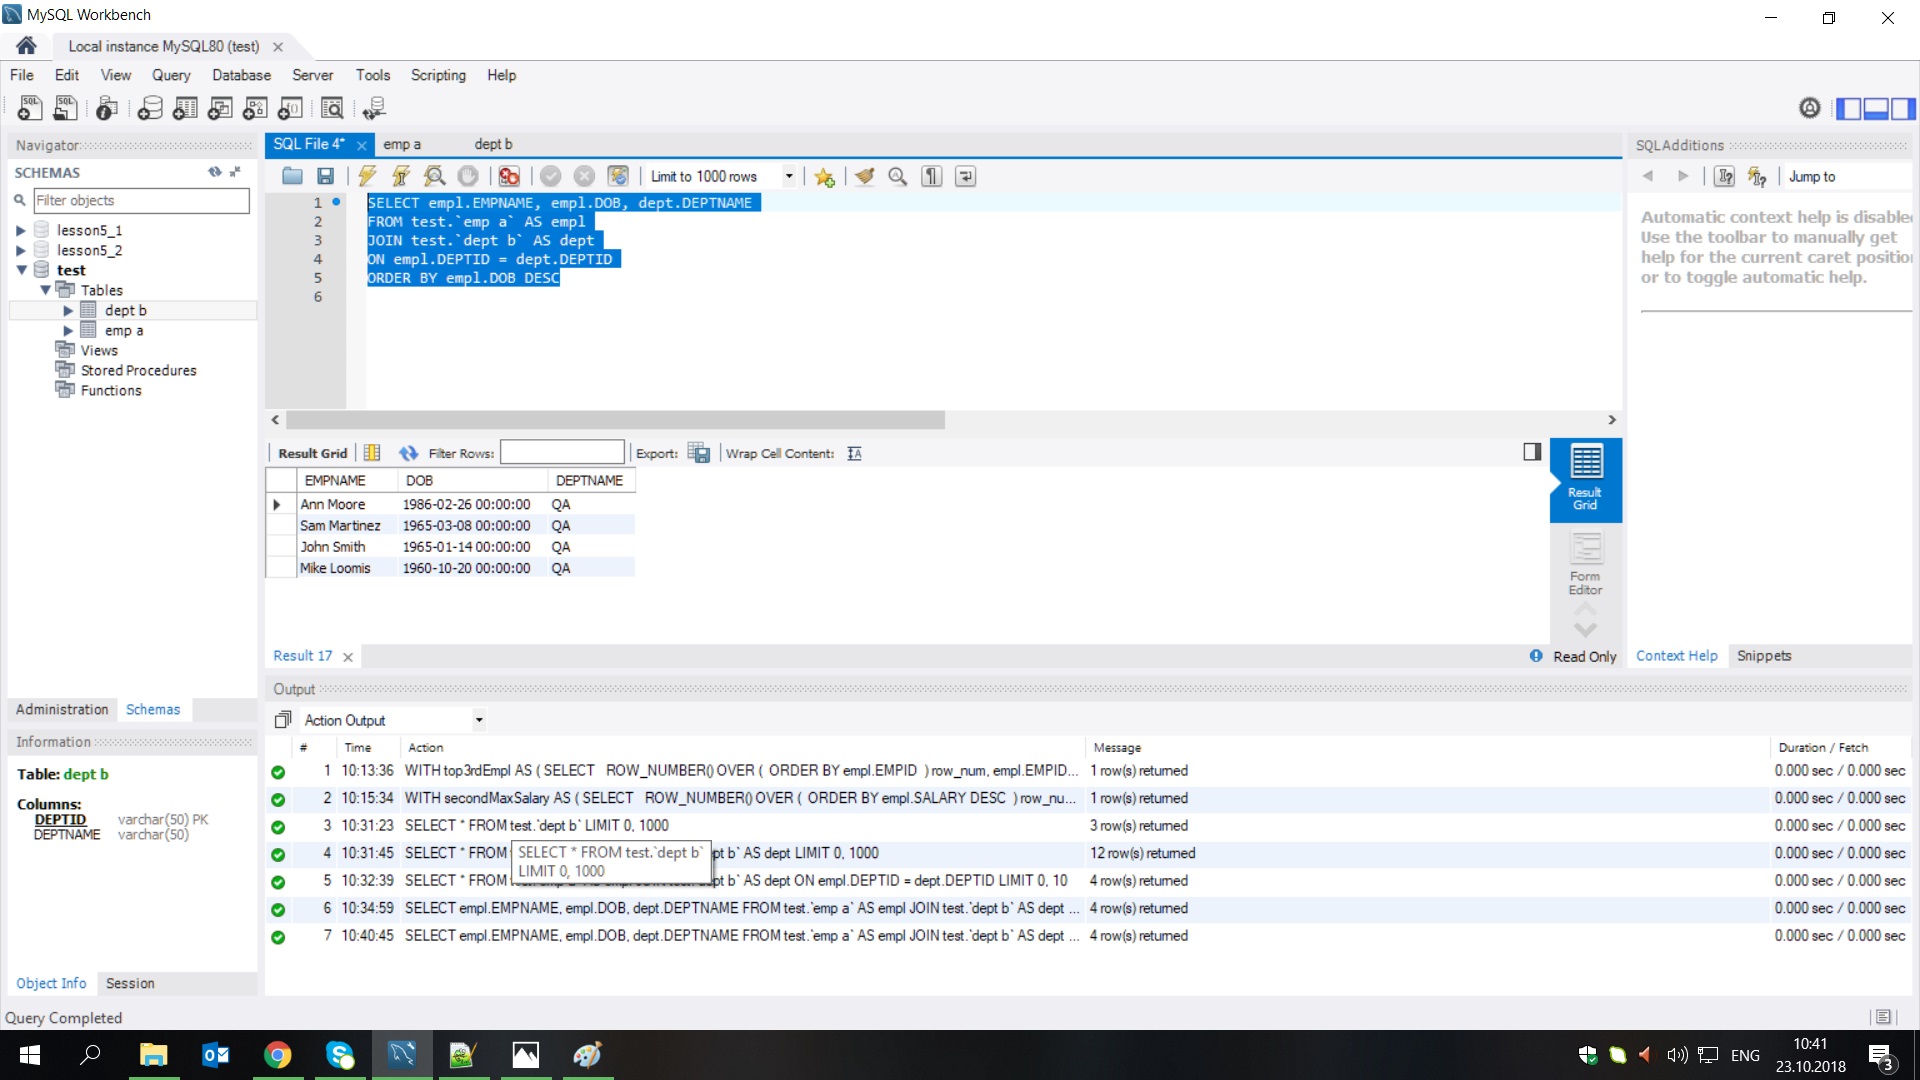 MySQL Workbench
Local instance MySQL80 (test)
File Edit View Query Database Server Tools Scripting Help
Navigator
SCHEMAS
Filter objects
lesson5_1
lesson5_2
test
Tables
dept b
emp a
Views
Stored Procedures
Functions
Administration Schemas
Information
Table: dept b
Columns:
DEPTID varchar(50) PK
DEPTNAME varchar(50)
Object Info Session
SQL File 4* emp a dept b
Limit to 1000 rows
1 SELECT empl.EMPNAME, empl.DOB, dept.DEPTNAME
2 FROM test.`emp a` AS empl
3 JOIN test.`dept b` AS dept
4 ON empl.DEPTID = dept.DEPTID
5 ORDER BY empl.DOB DESC
6
Result Grid Filter Rows: Export: Wrap Cell Content:
EMPNAME DOB DEPTNAME
Ann Moore 1986-02-26 00:00:00 QA
Sam Martinez 1965-03-08 00:00:00 QA
John Smith 1965-01-14 00:00:00 QA
Mike Loomis 1960-10-20 00:00:00 QA
Result
Grid
Form
Editor
Result 17
Read Only
SQLAdditions
Jump to
Automatic context help is disable
Use the toolbar to manually get
help for the current caret positio
or to toggle automatic help.
Context Help Snippets
Output
Action Output
# Time Action Message Duration / Fetch
1 10:13:36 WITH top3rdEmpl AS ( SELECT ROW_NUMBER() OVER ( ORDER BY empl.EMPID ) row_num, empl.EMPID... 1 row(s) returned 0.000 sec / 0.000 sec
2 10:15:34 WITH secondMaxSalary AS ( SELECT ROW_NUMBER() OVER ( ORDER BY empl.SALARY DESC ) row_nu... 1 row(s) returned 0.000 sec / 0.000 sec
3 10:31:23 SELECT * FROM test.`dept b` LIMIT 0, 1000 3 row(s) returned 0.000 sec / 0.000 sec
4 10:31:45 SELECT * FROM pt b` AS dept LIMIT 0, 1000 12 row(s) returned 0.000 sec / 0.000 sec
SELECT * FROM test.`dept b`
LIMIT 0, 1000
5 10:32:39 SELECT * FROM dept b` AS dept ON empl.DEPTID = dept.DEPTID LIMIT 0, 10 4 row(s) returned 0.000 sec / 0.000 sec
6 10:34:59 SELECT empl.EMPNAME, empl.DOB, dept.DEPTNAME FROM test.`emp a` AS empl JOIN test.`dept b` AS dept ... 4 row(s) returned 0.000 sec / 0.000 sec
7 10:40:45 SELECT empl.EMPNAME, empl.DOB, dept.DEPTNAME FROM test.`emp a` AS empl JOIN test.`dept b` AS dept ... 4 row(s) returned 0.000 sec / 0.000 sec
Query Completed
ENG
10:41
23.10.2018
3